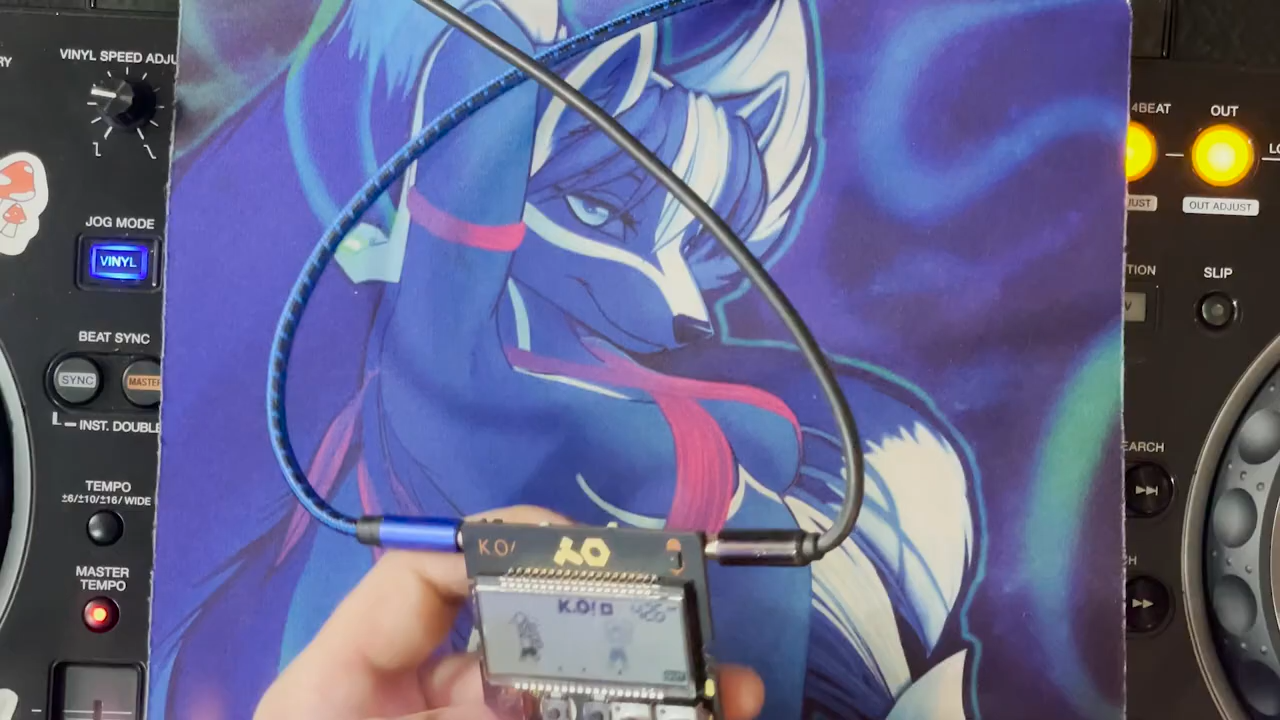 VINYL SPEED ADJU
JOG MODE
VINYL
BEAT SYNC
SYNC
MASTER
INST. DOUBLE
TEMPO
±6/±10/±16/WIDE
MASTER
TEMPO
K.O!
K.O!
4BEAT
OUT
OUT ADJUST
SLIP
EARCH